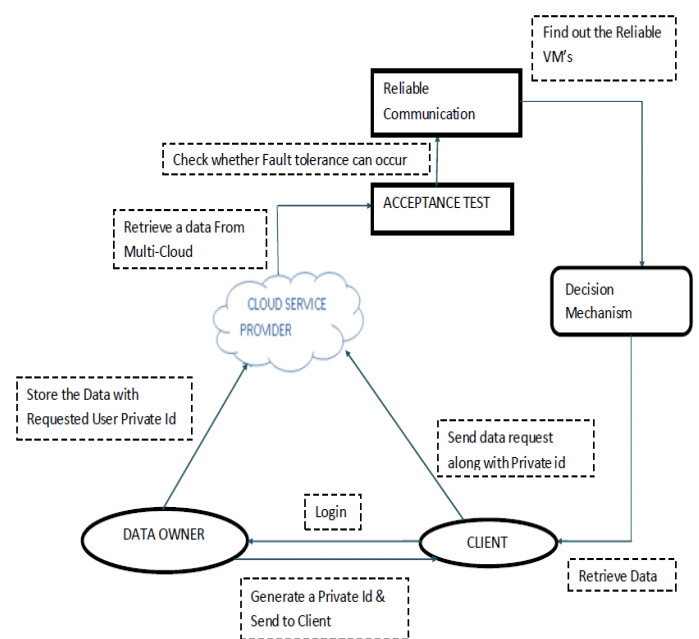 Find out the Reliable
VM's
Reliable
Communication
Check whether Fault tolerance can occur
ACCEPTANCE TEST
Retrieve a data From
Multi-Cloud
Decision
Mechanism
CLOUD SERVICE
PROVIDER
Store the Data with
Requested User Private Id
Send data request
along with Private id
Login
DATA OWNER
CLIENT
Retrieve Data
Generate a Private Id &
Send to Client